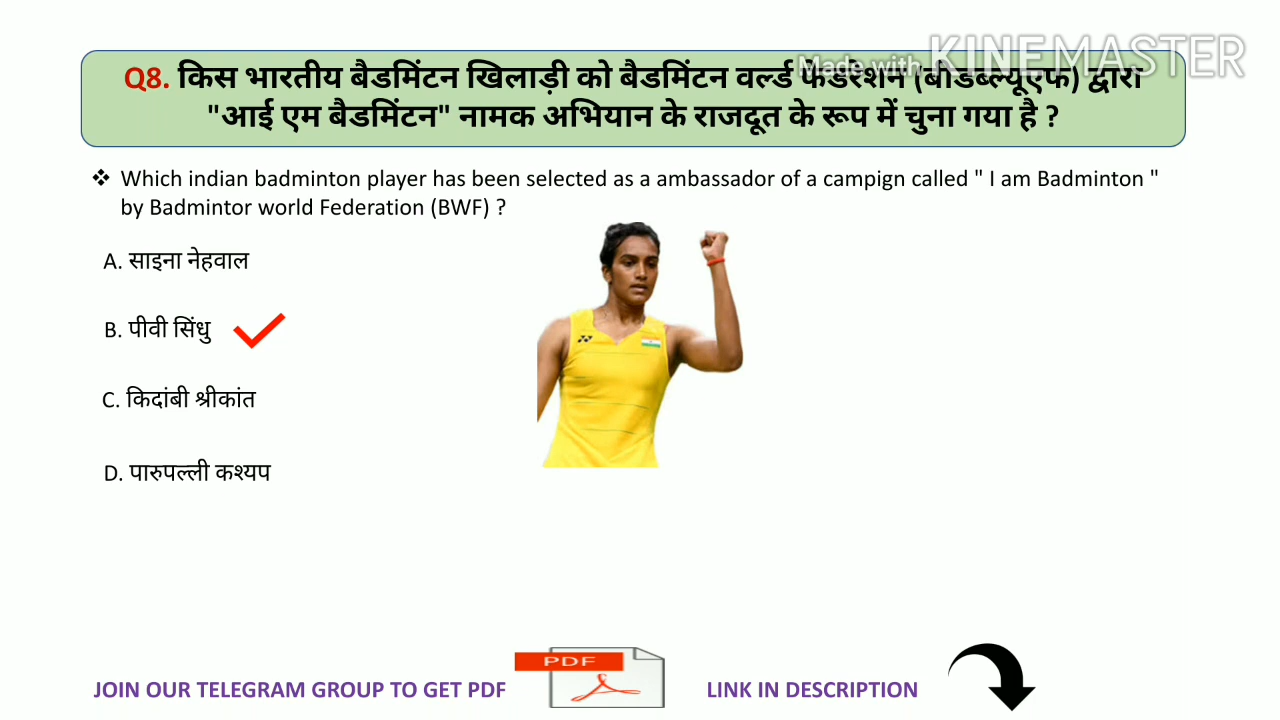 Made with KINEMASTER
Q8. किस भारतीय बैडमिंटन खिलाड़ी को बैडमिंटन वर्ल्ड फेडरेशन (बीडब्ल्यूएफ) द्वारा
"आई एम बैडमिंटन" नामक अभियान के राजदूत के रूप में चुना गया है ?
❖ Which indian badminton player has been selected as a ambassador of a campign called " I am Badminton "
by Badmintor world Federation (BWF) ?
A. साइना नेहवाल
B. पीवी सिंधु
C. किदांबी श्रीकांत
D. पारुपल्ली कश्यप
JOIN OUR TELEGRAM GROUP TO GET PDF
PDF
LINK IN DESCRIPTION